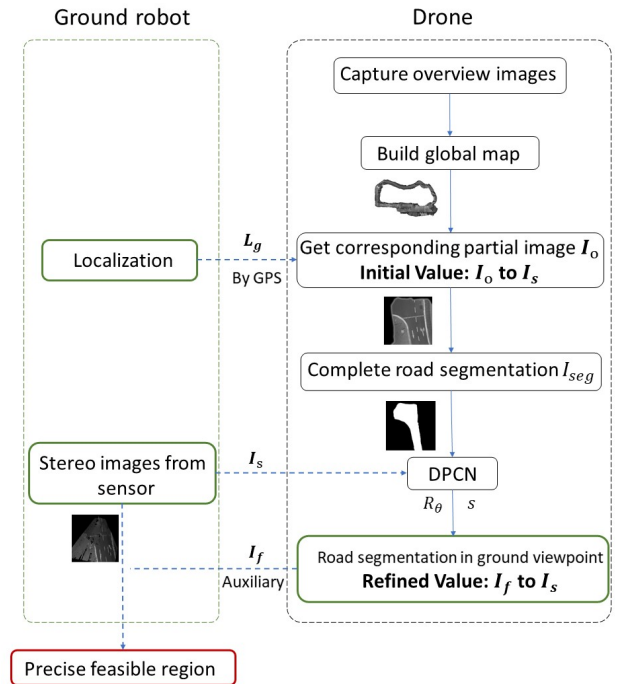 Ground robot
Drone
Capture overview images
Build global map
Localization
L_g
By GPS
Get corresponding partial image I_o
Initial Value: I_o to I_s
Complete road segmentation I_seg
Stereo images from
sensor
I_s
DPCN
R_θ s
I_f
Auxiliary
Road segmentation in ground viewpoint
Refined Value: I_f to I_s
Precise feasible region